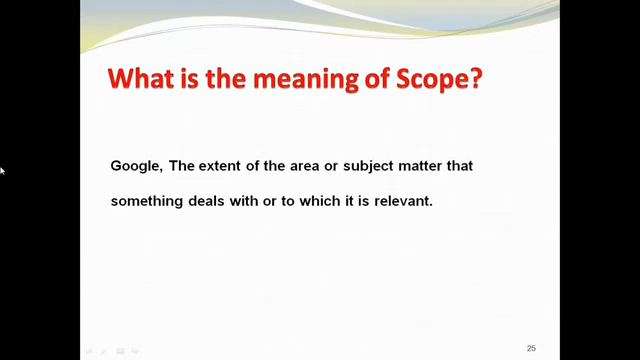 What is the meaning of Scope?
Google, The extent of the area or subject matter that
something deals with or to which it is relevant.
25